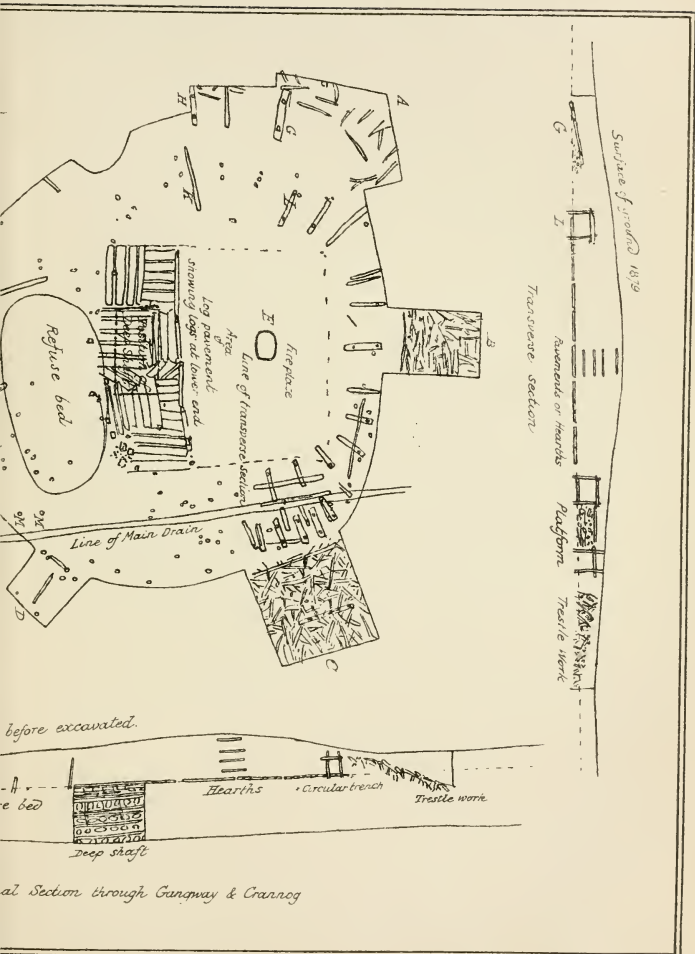 A
H
G
K
I
B
E
Fireplace
Line of transverse section
Area
of
Log pavement
showing logs at lower end
Refuse bed
Line of Main Drain
M
M
D
C
Surface of ground 1879
G
L
Transverse section
Pavements or Hearths
Platform
Trestle work
before excavated.
A
re bed
Hearths
Circular trench
Trestle work
Deep shaft
al Section through Gangway & Crannog